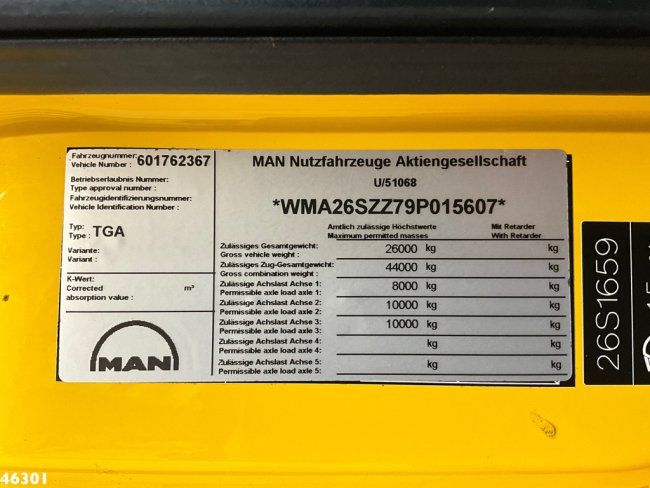 Fahrzeugnummer:
Vehicle Number : 601762367
Betriebserlaubnis Nummer:
Type approval number :
Fahrzeugidentifizierungsnummer:
Vehicle Identification Number :
Typ:
Type : TGA
Variante:
Variant :
K-Wert:
Corrected m³
absorption value :
MAN
MAN Nutzfahrzeuge Aktiengesellschaft
U/51068
*WMA26SZZ79P015607*
Amtlich zulässige Höchstwerte Mit Retarder
Maximum permitted masses With Retarder
Zulässiges Gesamtgewicht:
Gross vehicle weight : 26000 kg kg
Zulässiges Zug-Gesamtgewicht:
Gross combination weight : 44000 kg kg
Zulässige Achslast Achse 1:
Permissible axle load axle 1: 8000 kg kg
Zulässige Achslast Achse 2:
Permissible axle load axle 2: 10000 kg kg
Zulässige Achslast Achse 3:
Permissible axle load axle 3: 10000 kg kg
Zulässige Achslast Achse 4:
Permissible axle load axle 4: kg kg
Zulässige Achslast Achse 5:
Permissible axle load axle 5: kg kg
26S1659
46301